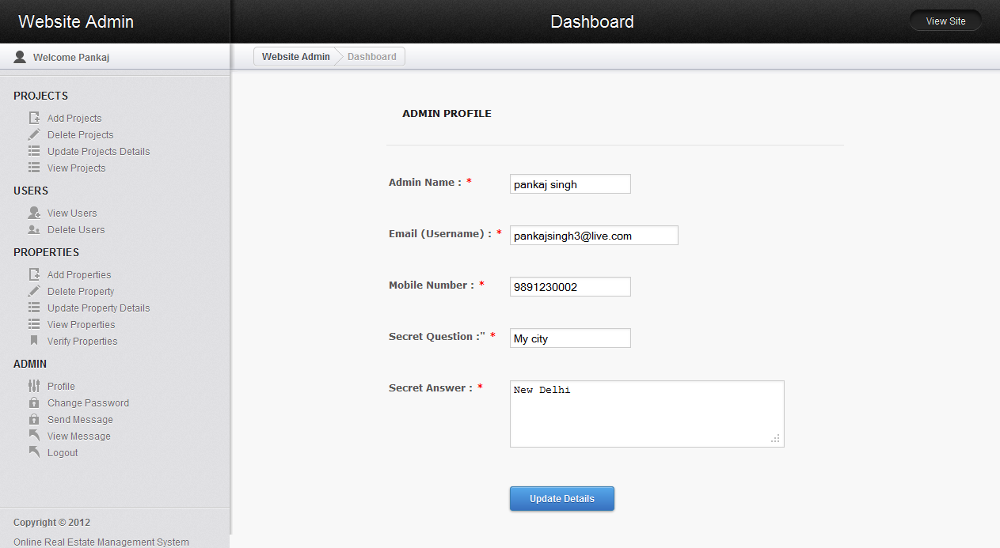 Website Admin
Dashboard
View Site
Welcome Pankaj
Website Admin
Dashboard
PROJECTS
Add Projects
Delete Projects
Update Projects Details
View Projects
USERS
View Users
Delete Users
PROPERTIES
Add Properties
Delete Property
Update Property Details
View Properties
Verify Properties
ADMIN
Profile
Change Password
Send Message
View Message
Logout
Copyright © 2012
Online Real Estate Management System
ADMIN PROFILE
Admin Name : * pankaj singh
Email (Username) : * pankajsingh3@live.com
Mobile Number : * 9891230002
Secret Question :" * My city
Secret Answer : * New Delhi
Update Details